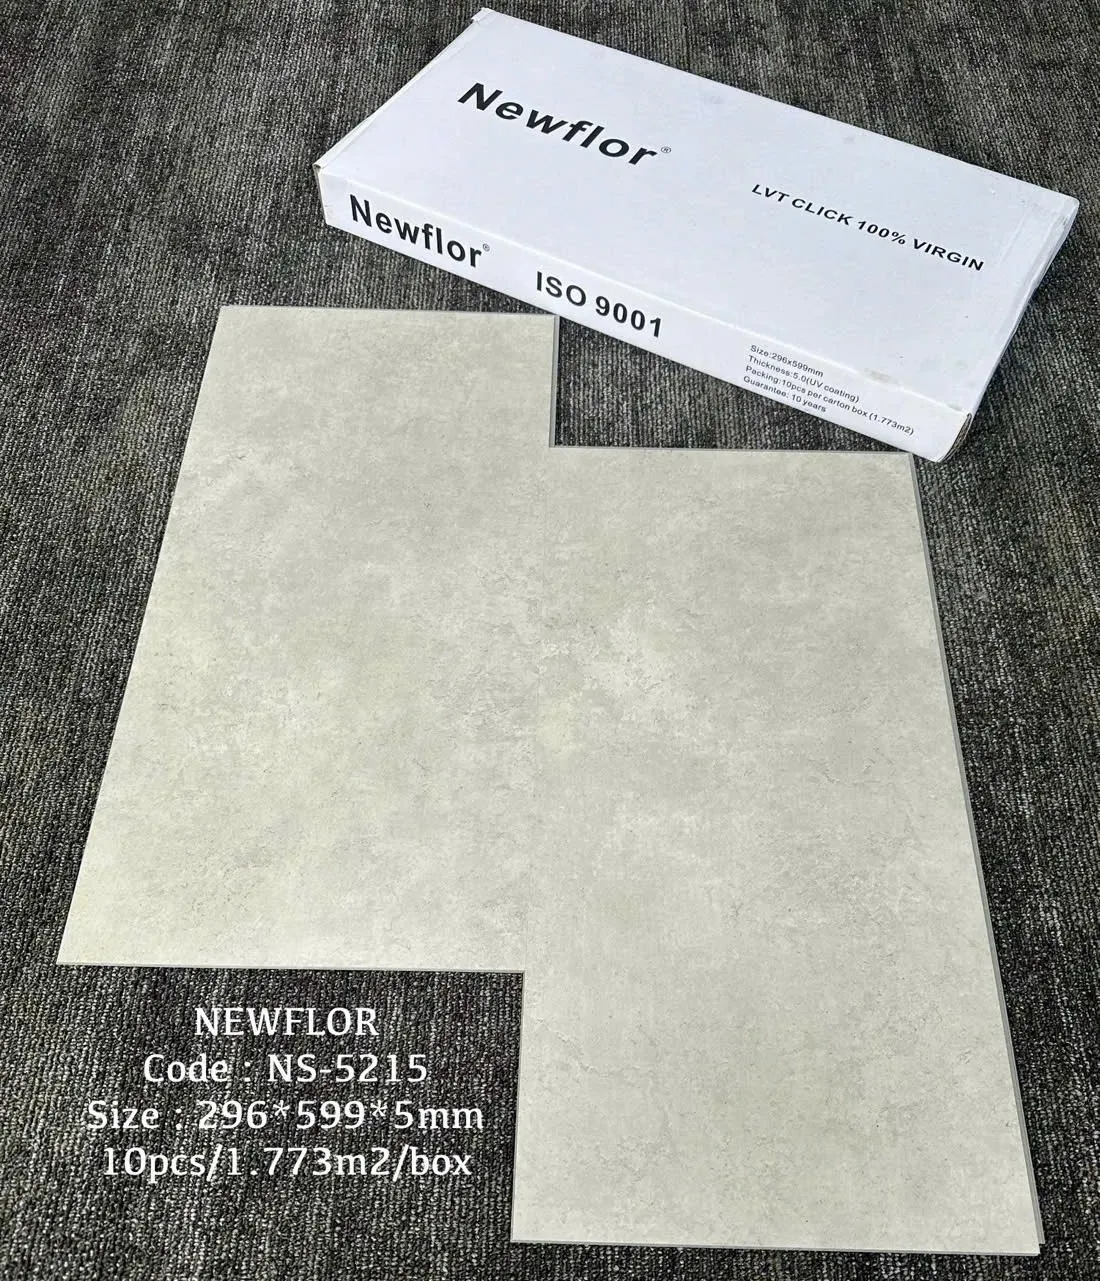 Newflor®
LVT CLICK 100% VIRGIN
Newflor®
ISO 9001
Size:296x599mm
Thickness:5.0(UV coating)
Packing:10pcs per carton box (1.773m2)
Guarantee: 10 years
NEWFLOR
Code : NS-5215
Size : 296*599*5mm
10pcs/1.773m2/box